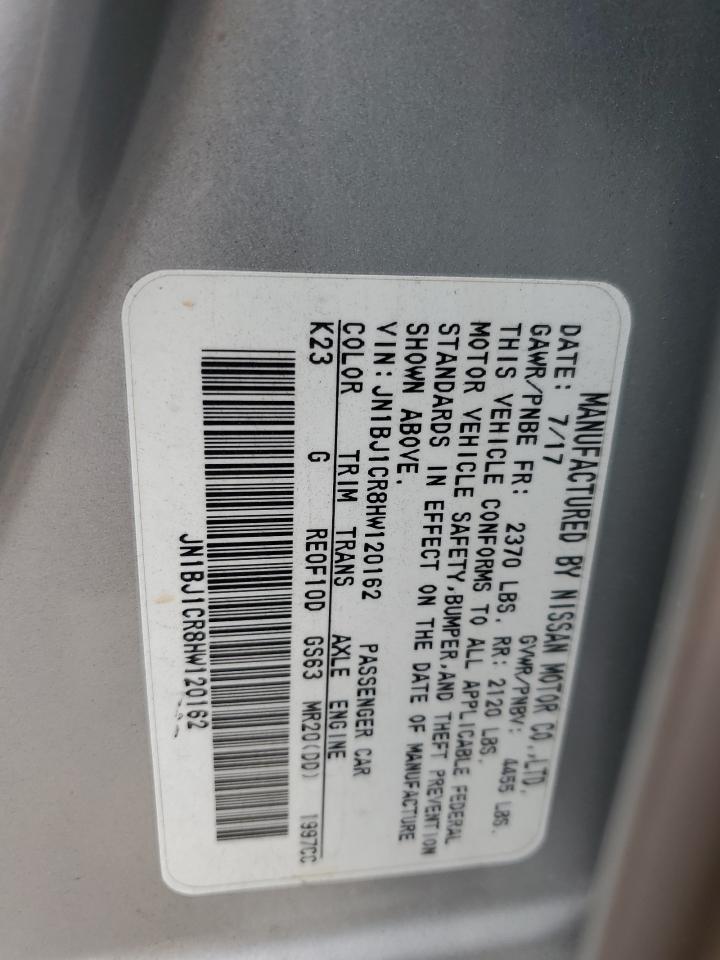 MANUFACTURED BY NISSAN MOTOR CO.,LTD.
DATE: 7/17 GVWR/PNBV: 4455 LBS.
GAWR/PNBE FR: 2370 LBS. RR: 2120 LBS.
THIS VEHICLE CONFORMS TO ALL APPLICABLE FEDERAL
MOTOR VEHICLE SAFETY,BUMPER,AND THEFT PREVENTION
STANDARDS IN EFFECT ON THE DATE OF MANUFACTURE
SHOWN ABOVE.
VIN: JN1BJ1CR8HW120162 PASSENGER CAR
COLOR TRIM TRANS AXLE ENGINE
K23 G RE0F10D GS63 MR20(DD) 1997CC
JN1BJ1CR8HW120162